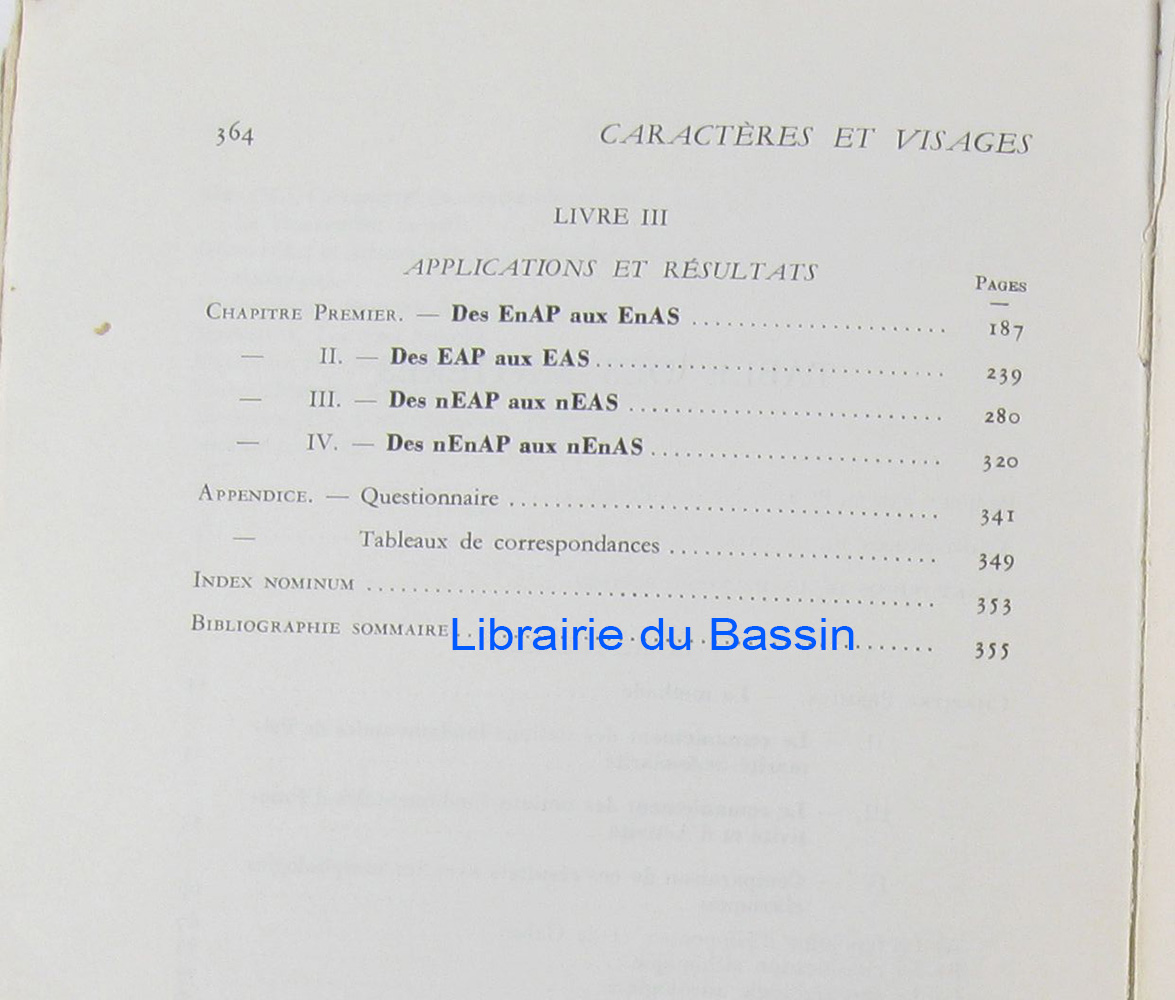 364 CARACTÈRES ET VISAGES
LIVRE III
APPLICATIONS ET RÉSULTATS
PAGES
—
CHAPITRE PREMIER. — Des EnAP aux EnAS .................... 187
— II. — Des EAP aux EAS .............................. 239
— III. — Des nEAP aux nEAS ........................... 280
— IV. — Des nEnAP aux nEnAS ......................... 320
APPENDICE. — Questionnaire ..................................... 341
— Tableaux de correspondances ........................ 349
INDEX NOMINUM .................................................. 353
BIBLIOGRAPHIE SOMMAIRE ......................................... 355
Librairie du Bassin